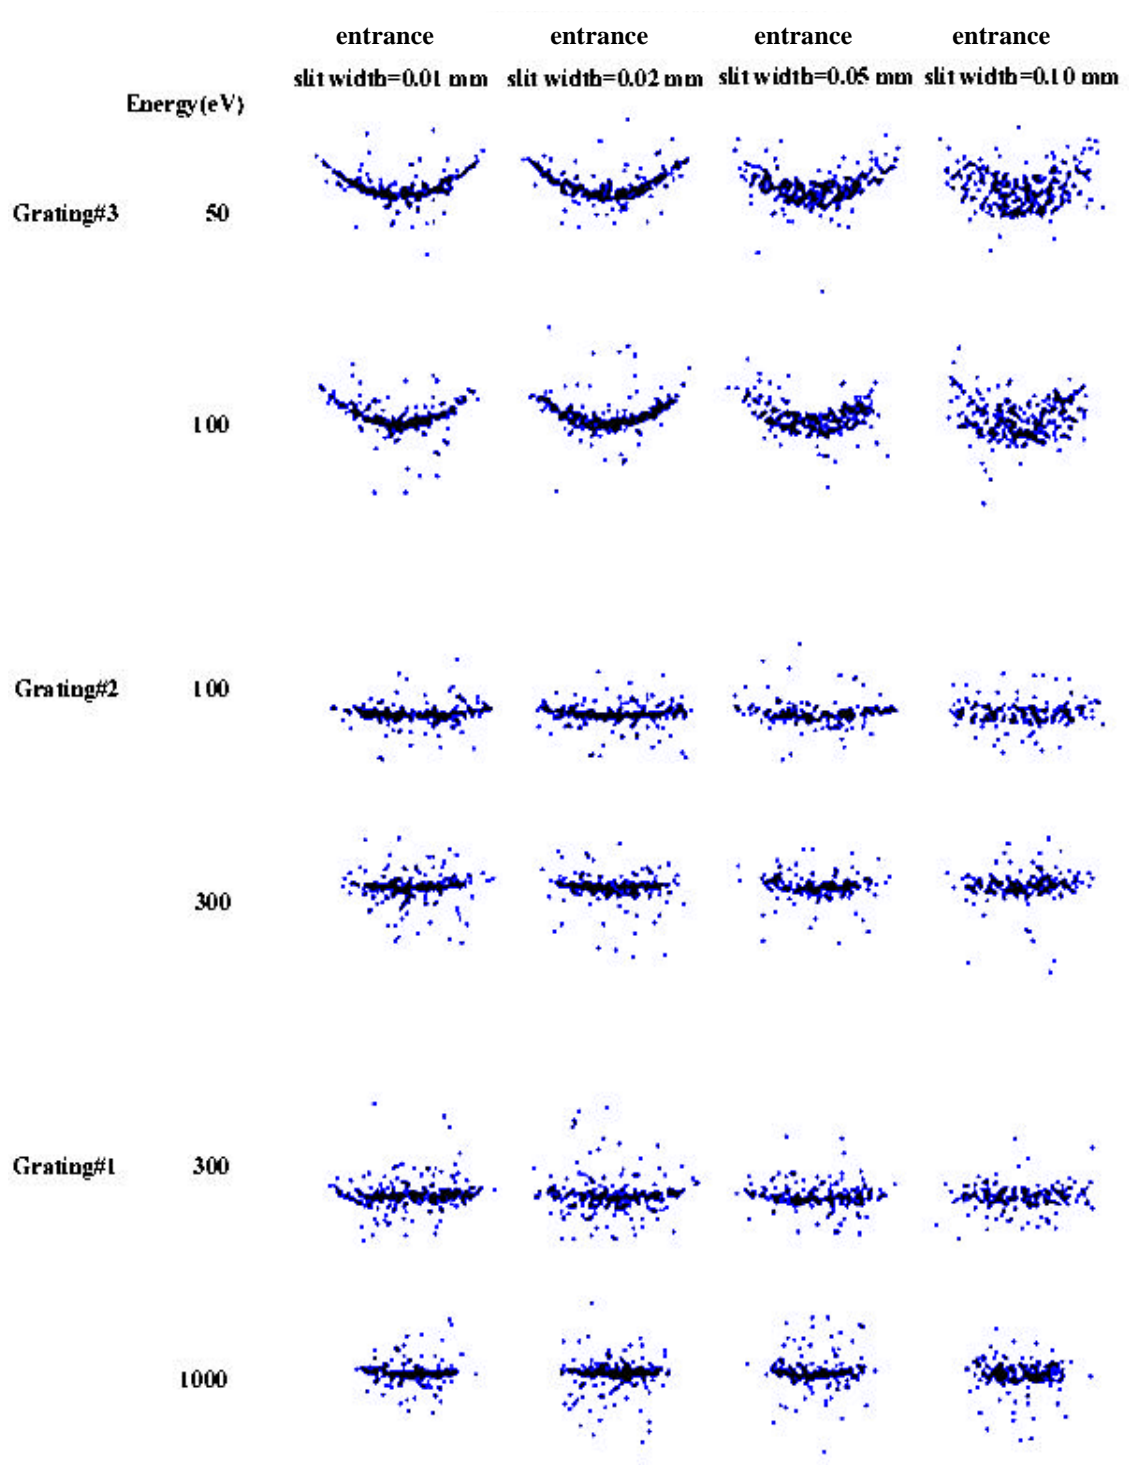 entrance entrance entrance entrance
slit width=0.01 mm slit width=0.02 mm slit width=0.05 mm slit width=0.10 mm
Energy(eV)
Grating#3 50
100
Grating#2 100
300
Grating#1 300
1000